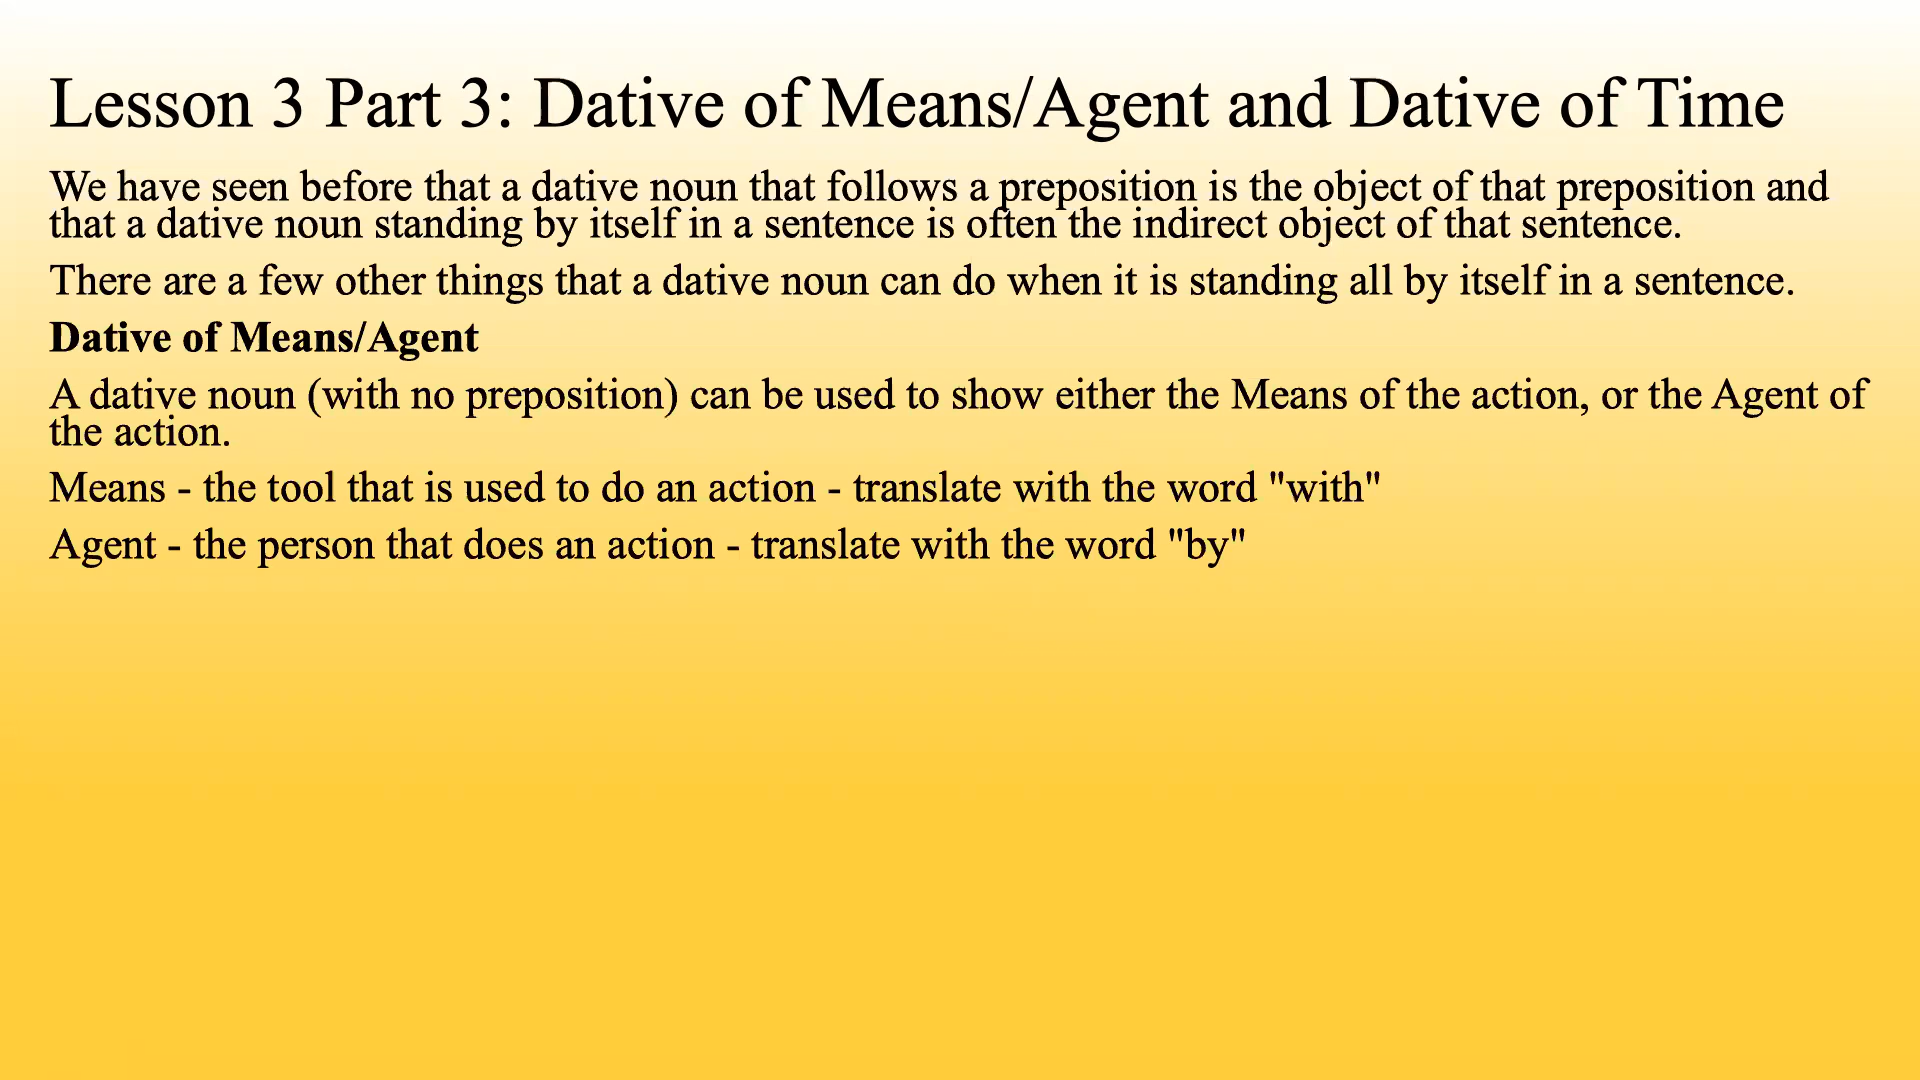 Lesson 3 Part 3: Dative of Means/Agent and Dative of Time
We have seen before that a dative noun that follows a preposition is the object of that preposition and
that a dative noun standing by itself in a sentence is often the indirect object of that sentence.
There are a few other things that a dative noun can do when it is standing all by itself in a sentence.
Dative of Means/Agent
A dative noun (with no preposition) can be used to show either the Means of the action, or the Agent of
the action.
Means - the tool that is used to do an action - translate with the word "with"
Agent - the person that does an action - translate with the word "by"